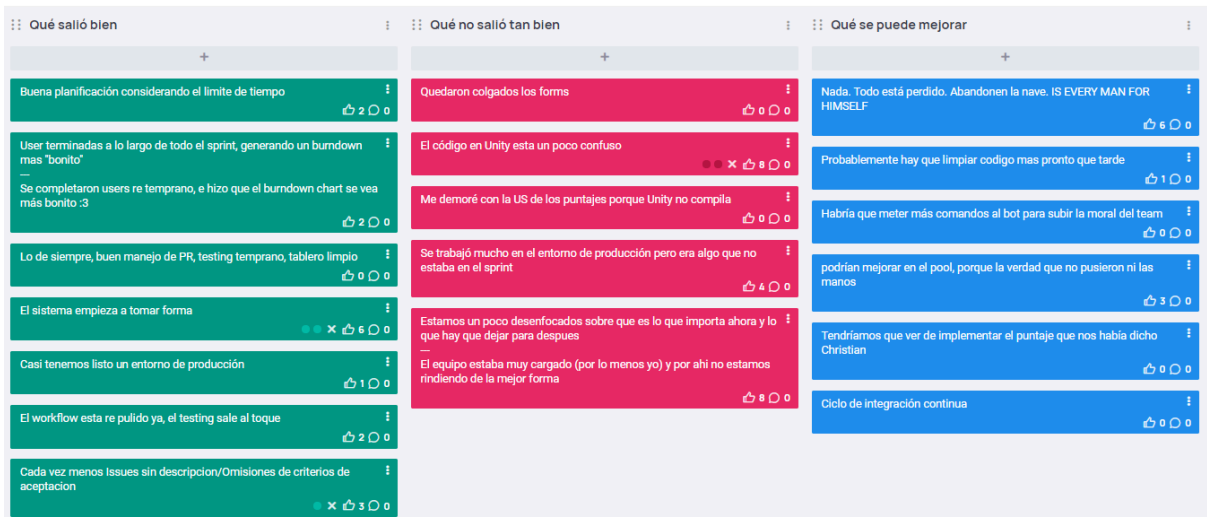 Qué salió bien
+
Buena planificación considerando el limite de tiempo
2 0
User terminadas a lo largo de todo el sprint, generando un burndown
mas "bonito"
---
Se completaron users re temprano, e hizo que el burndown chart se vea
más bonito :3
2 0
Lo de siempre, buen manejo de PR, testing temprano, tablero limpio
0 0
El sistema empieza a tomar forma
6 0
Casi tenemos listo un entorno de producción
1 0
El workflow esta re pulido ya, el testing sale al toque
2 0
Cada vez menos Issues sin descripcion/Omisiones de criterios de
aceptacion
3 0
Qué no salió tan bien
+
Quedaron colgados los forms
0 0
El código en Unity esta un poco confuso
8 0
Me demoré con la US de los puntajes porque Unity no compila
0 0
Se trabajó mucho en el entorno de producción pero era algo que no
estaba en el sprint
4 0
Estamos un poco desenfocados sobre que es lo que importa ahora y lo
que hay que dejar para despues
---
El equipo estaba muy cargado (por lo menos yo) y por ahi no estamos
rindiendo de la mejor forma
8 0
Qué se puede mejorar
+
Nada. Todo está perdido. Abandonen la nave. IS EVERY MAN FOR
HIMSELF
6 0
Probablemente hay que limpiar codigo mas pronto que tarde
1 0
Habría que meter más comandos al bot para subir la moral del team
0 0
podrían mejorar en el pool, porque la verdad que no pusieron ni las
manos
3 0
Tendríamos que ver de implementar el puntaje que nos había dicho
Christian
0 0
Ciclo de integración continua
0 0